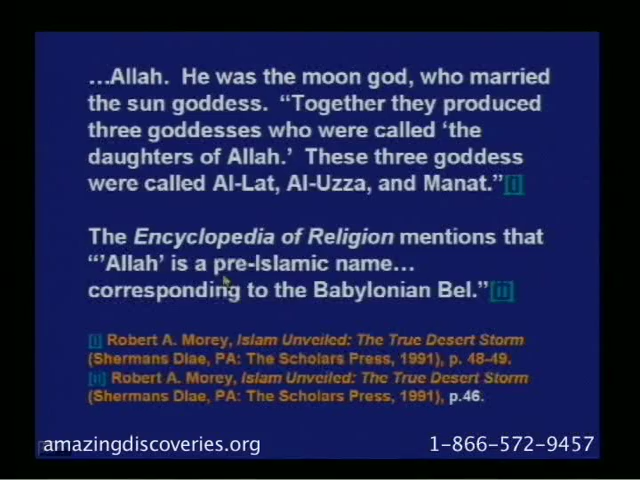 …Allah. He was the moon god, who married
the sun goddess. “Together they produced
three goddesses who were called ‘the
daughters of Allah.’ These three goddess
were called Al-Lat, Al-Uzza, and Manat.”[i]
The Encyclopedia of Religion mentions that
“’Allah’ is a pre-Islamic name…
corresponding to the Babylonian Bel.”[ii]
[i] Robert A. Morey, Islam Unveiled: The True Desert Storm
(Shermans Dlae, PA: The Scholars Press, 1991), p. 48-49.
[ii] Robert A. Morey, Islam Unveiled: The True Desert Storm
(Shermans Dlae, PA: The Scholars Press, 1991), p.46.
amazingdiscoveries.org 1-866-572-9457